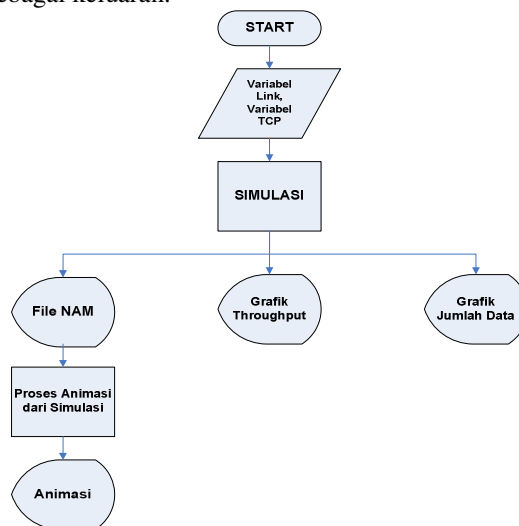 sebagai keluaran.
START
Variabel
Link,
Variabel
TCP
SIMULASI
File NAM
Grafik
Throughput
Grafik
Jumlah Data
Proses Animasi
dari Simulasi
Animasi